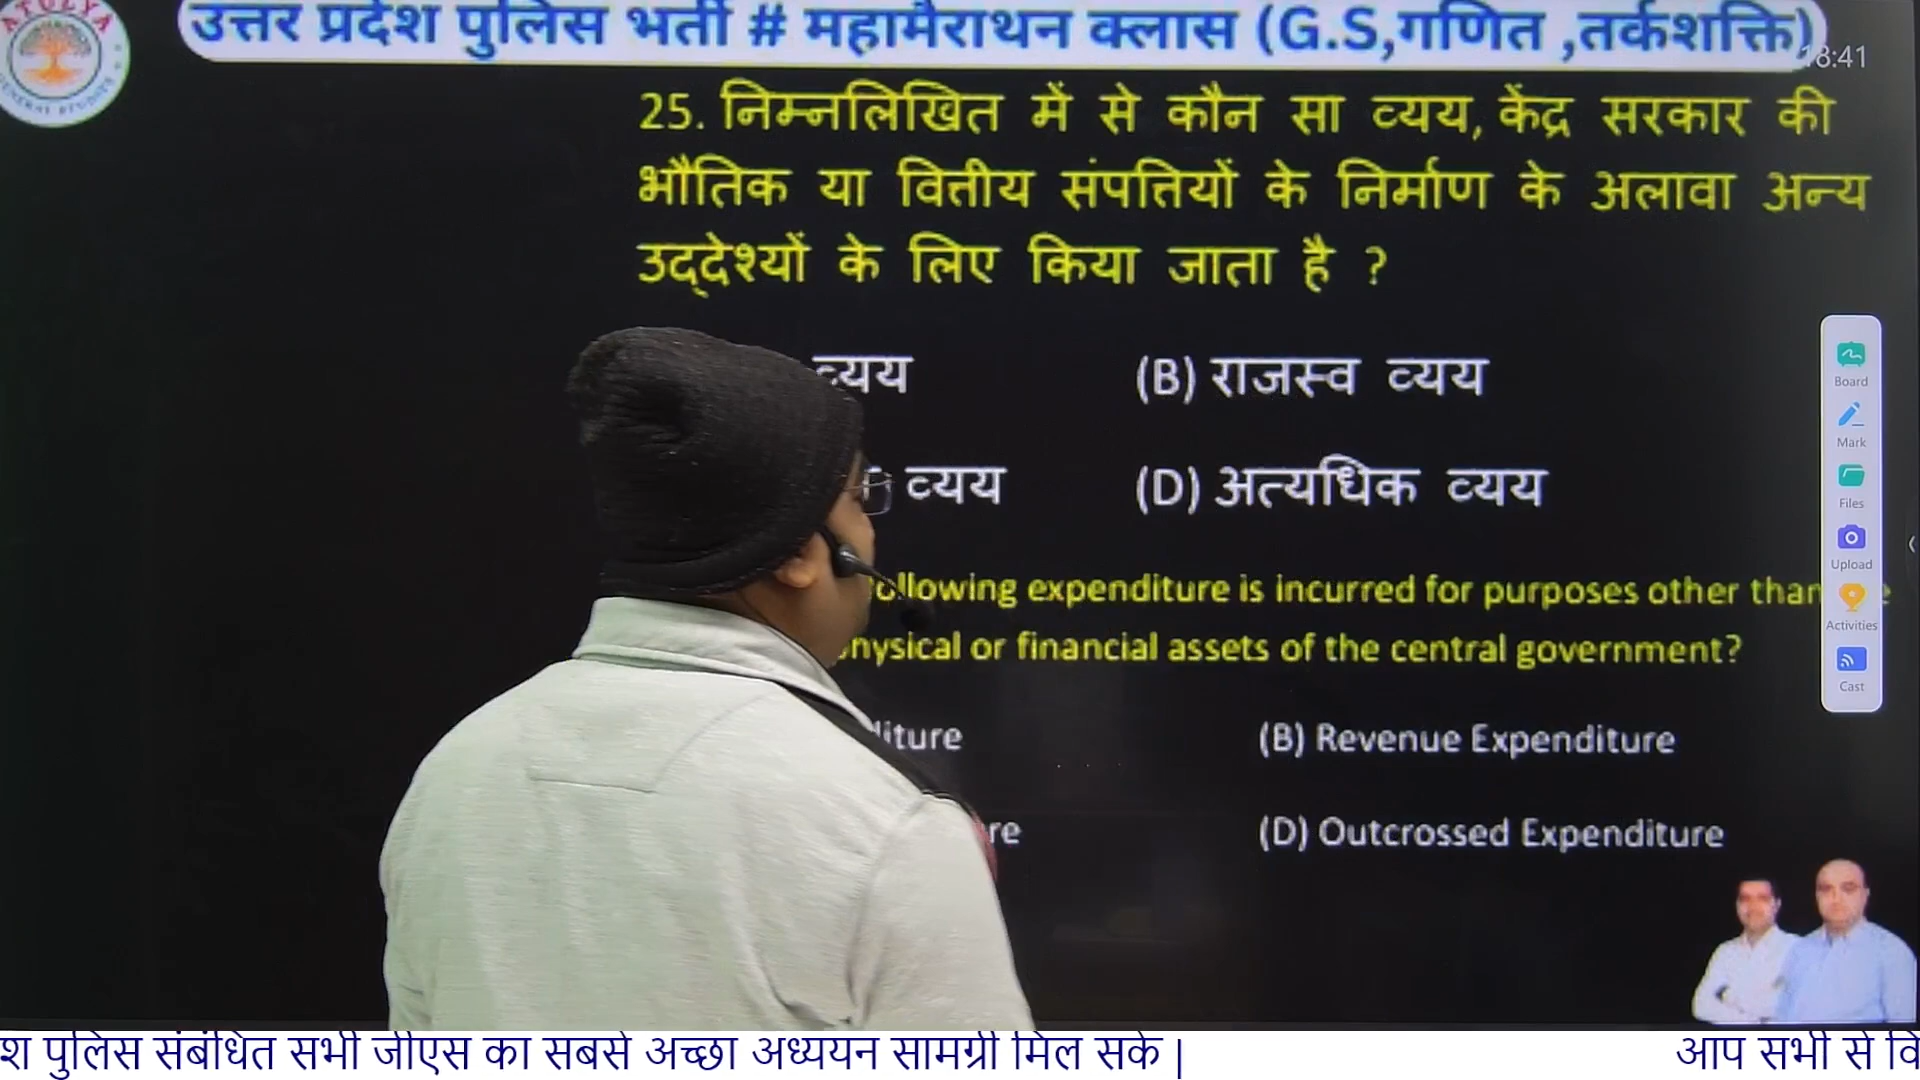 ATULYA
GENERAL STUDIES
उत्तर प्रदेश पुलिस भर्ती # महामैराथन क्लास (G.S,गणित ,तर्कशक्ति)
18:41
25. निम्नलिखित में से कौन सा व्यय, केंद्र सरकार की
भौतिक या वित्तीय संपत्तियों के निर्माण के अलावा अन्य
उद्देश्यों के लिए किया जाता है ?
व्यय (B) राजस्व व्यय
व्यय (D) अत्यधिक व्यय
following expenditure is incurred for purposes other than
physical or financial assets of the central government?
(B) Revenue Expenditure
(D) Outcrossed Expenditure
Board
Mark
Files
Upload
Activities
Cast
श पुलिस संबंधित सभी जीएस का सबसे अच्छा अध्ययन सामग्री मिल सके | आप सभी से वि